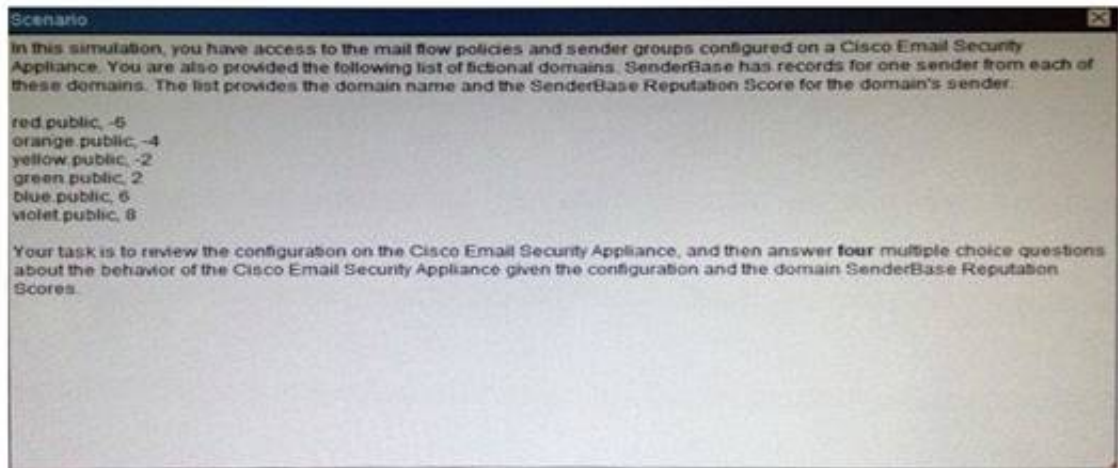 Scenario
In this simulation, you have access to the mail flow policies and sender groups configured on a Cisco Email Security
Appliance. You are also provided the following list of fictional domains. SenderBase has records for one sender from each of
these domains. The list provides the domain name and the SenderBase Reputation Score for the domain's sender.
red.public, -6
orange.public, -4
yellow.public, -2
green.public, 2
blue.public, 6
violet.public, 8
Your task is to review the configuration on the Cisco Email Security Appliance, and then answer four multiple choice questions
about the behavior of the Cisco Email Security Appliance given the configuration and the domain SenderBase Reputation
Scores.